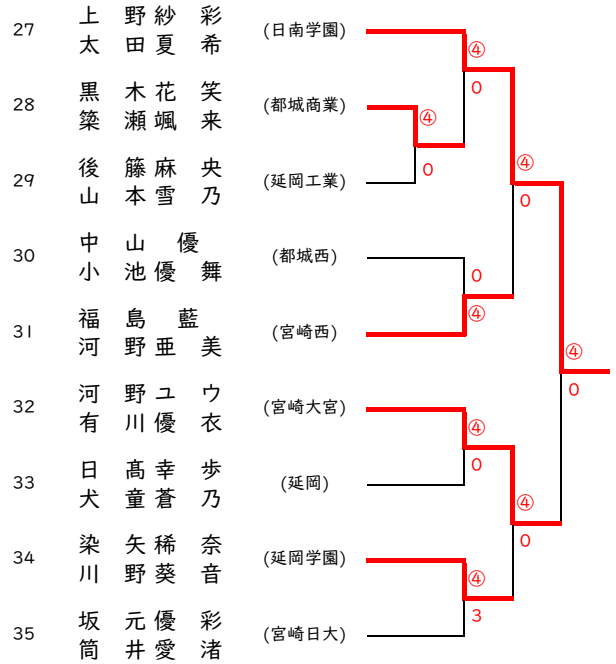 27 上野紗彩 (日南学園)
太田夏希
④
0
28 黒木花笑 (都城商業)
築瀬颯来
④
0
④
0
29 後藤麻央 (延岡工業)
山本雪乃
30 中山優 (都城西)
小池優舞
0
④
31 福島藍 (宮崎西)
河野亜美
④
0
32 河野ユウ (宮崎大宮)
有川優衣
④
0
33 日髙幸歩 (延岡)
犬童蒼乃
④
0
34 染矢稀奈 (延岡学園)
川野葵音
④
3
35 坂元優彩 (宮崎日大)
筒井愛渚